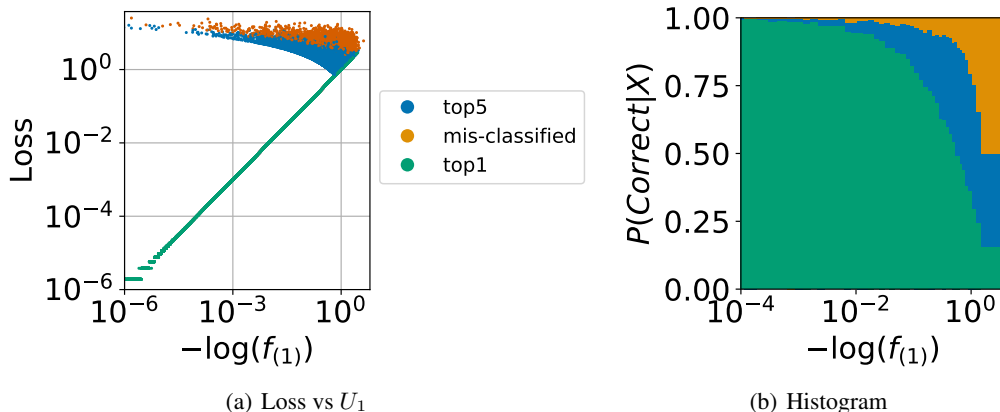 Loss
10^0
10^-2
10^-4
10^-6
10^-6
10^-3
10^0
−log(f_(1))
top5
mis-classified
top1
(a) Loss vs U_1
P(Correct|X)
1.00
0.75
0.50
0.25
0.00
10^-4
10^-2
10^0
−log(f_(1))
(b) Histogram